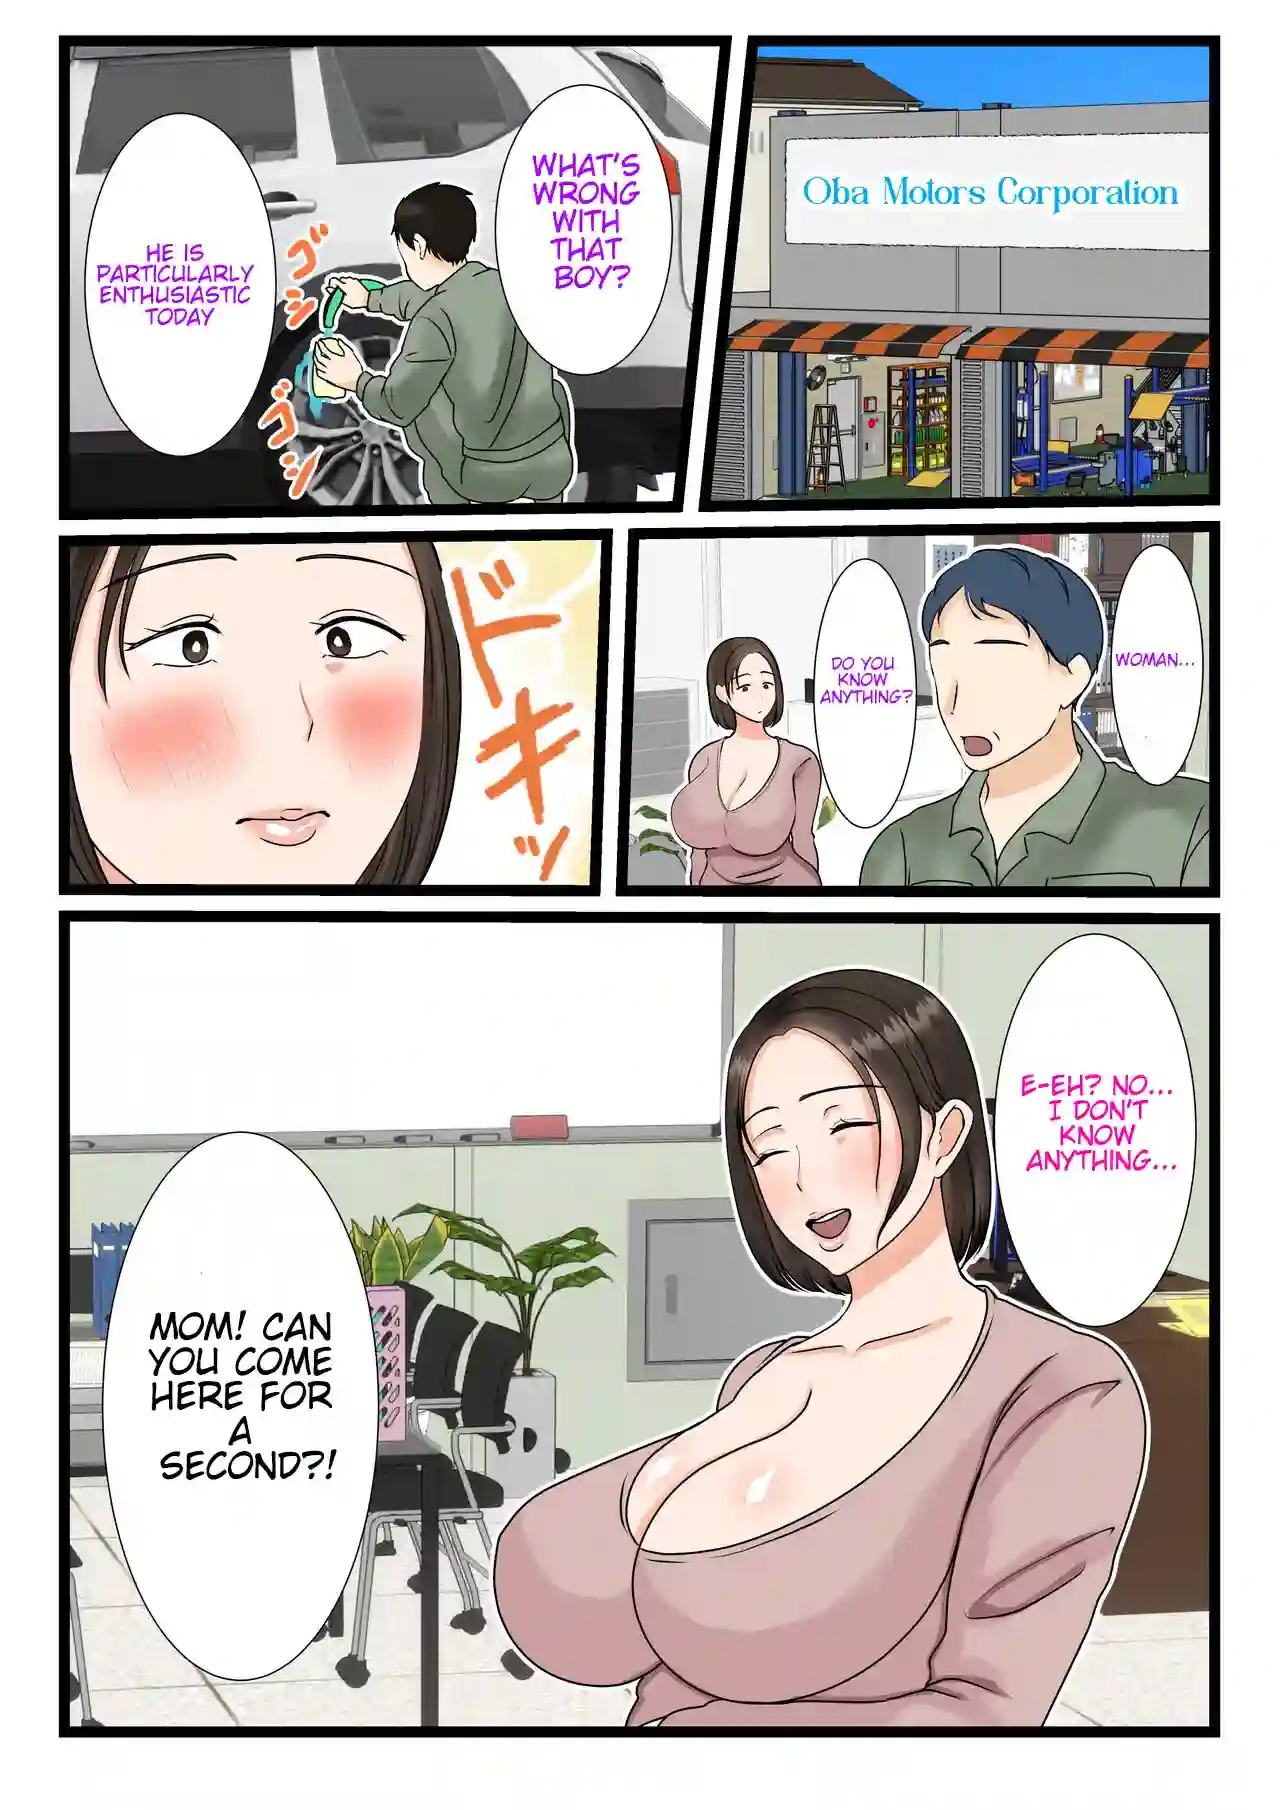 Oba Motors Corporation
WHAT'S
WRONG
WITH
THAT
BOY?
ゴ
シ
ゴ
シ
HE IS
PARTICULARLY
ENTHUSIASTIC
TODAY
WOMAN...
DO YOU
KNOW
ANYTHING?
ドキッ
E-EH? NO...
I DON'T
KNOW
ANYTHING...
MOM! CAN
YOU COME
HERE FOR
A
SECOND?!